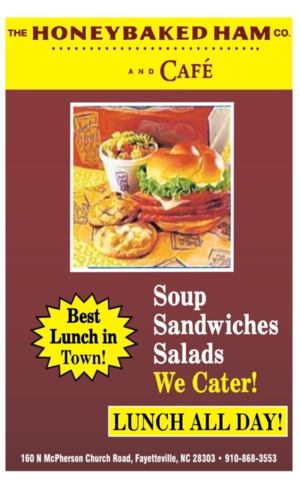 THE HONEYBAKED HAM CO.
AND CAFÉ
Best
Lunch in
Town!
Soup
Sandwiches
Salads
We Cater!
LUNCH ALL DAY!
160 N McPherson Church Road, Fayetteville, NC 28303 • 910-868-3553